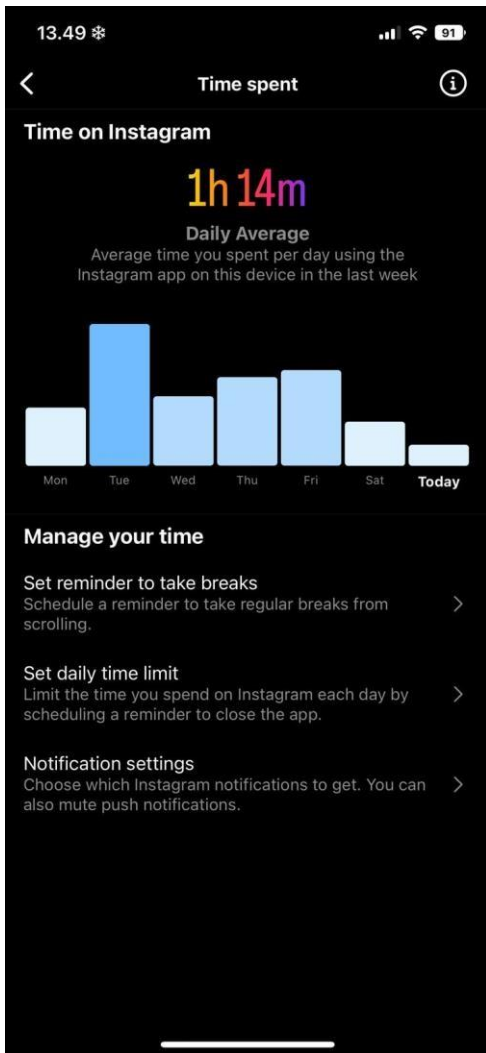 13.49 ❄ 91
Time spent
Time on Instagram
1h 14m
Daily Average
Average time you spent per day using the
Instagram app on this device in the last week
Mon Tue Wed Thu Fri Sat Today
Manage your time
Set reminder to take breaks
Schedule a reminder to take regular breaks from
scrolling.
Set daily time limit
Limit the time you spend on Instagram each day by
scheduling a reminder to close the app.
Notification settings
Choose which Instagram notifications to get. You can
also mute push notifications.